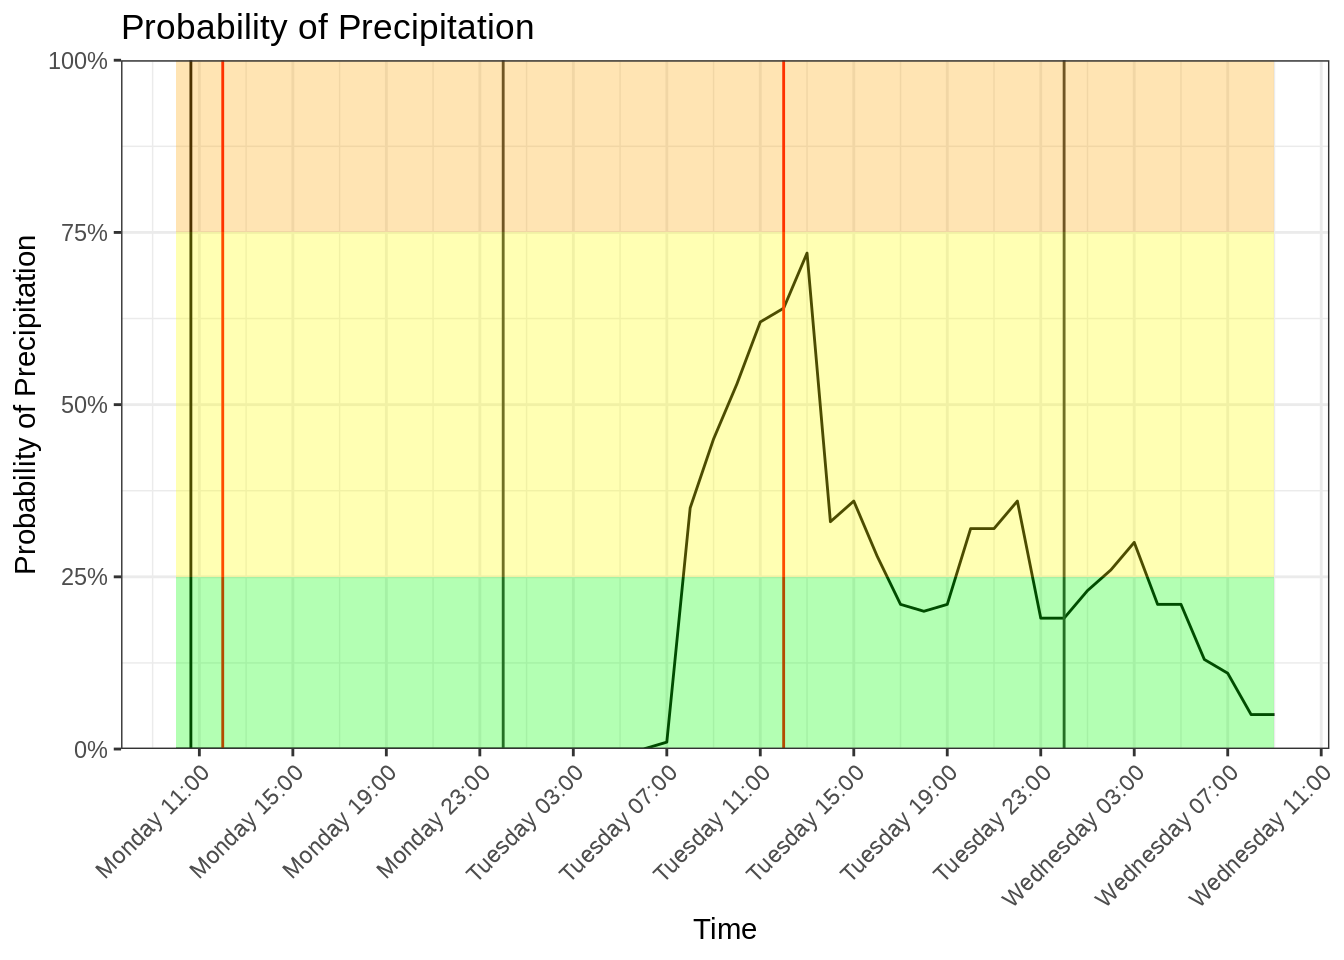 Probability of Precipitation
Probability of Precipitation
100%
75%
50%
25%
0%
Monday 11:00
Monday 15:00
Monday 19:00
Monday 23:00
Tuesday 03:00
Tuesday 07:00
Tuesday 11:00
Tuesday 15:00
Tuesday 19:00
Tuesday 23:00
Wednesday 03:00
Wednesday 07:00
Wednesday 11:00
Time